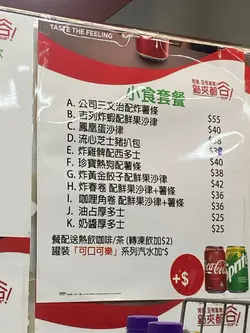 TASTE THE FEELING
小食套餐
A. 公司三文治配炸薯條 $55
B. 吉列炸蝦配鮮果沙律 $40
C. 鳳凰蛋沙律 $38
D. 流心芝士豬扒包
E. 炸雞髀配西多士
F. 珍寶熱狗配薯條 $40
G. 炸黃金餃子配鮮果沙律 $38
H. 炸春卷 配鮮果沙律+薯條 $36
I. 咖哩角卷 配鮮果沙律+薯條 $36
J. 油占厚多士 $25
K. 奶醬厚多士 $25
餐配送熱飲咖啡/茶 (轉凍飲加$2)
罐裝「可口可樂」系列汽水加$
+$
Coca-Cola
Sprite